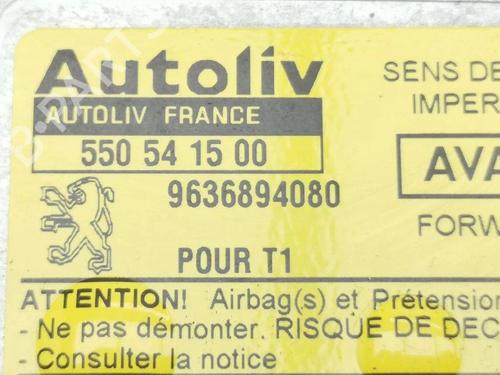 Autoliv
AUTOLIV FRANCE
550 54 15 00
9636894080
POUR T1
SENS DE
IMPER
AVA
FORW
ATTENTION! Airbag(s) et Prétension
- Ne pas démonter. RISQUE DE DEC
- Consulter la notice
B-PARTS